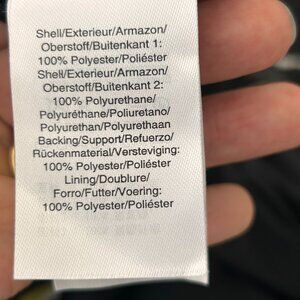 Shell/Exterieur/Armazon/
Oberstoff/Buitenkant 1:
100% Polyester/Poliéster
Shell/Exterieur/Armazon/
Oberstoff/Buitenkant 2:
100% Polyurethane/
Polyuréthane/Poliuretano/
Polyurethan/Polyurethaan
Backing/Support/Refuerzo/
Rückenmaterial/Versteviging:
100% Polyester/Poliéster
Lining/Doublure/
Forro/Futter/Voering:
100% Polyester/Poliéster